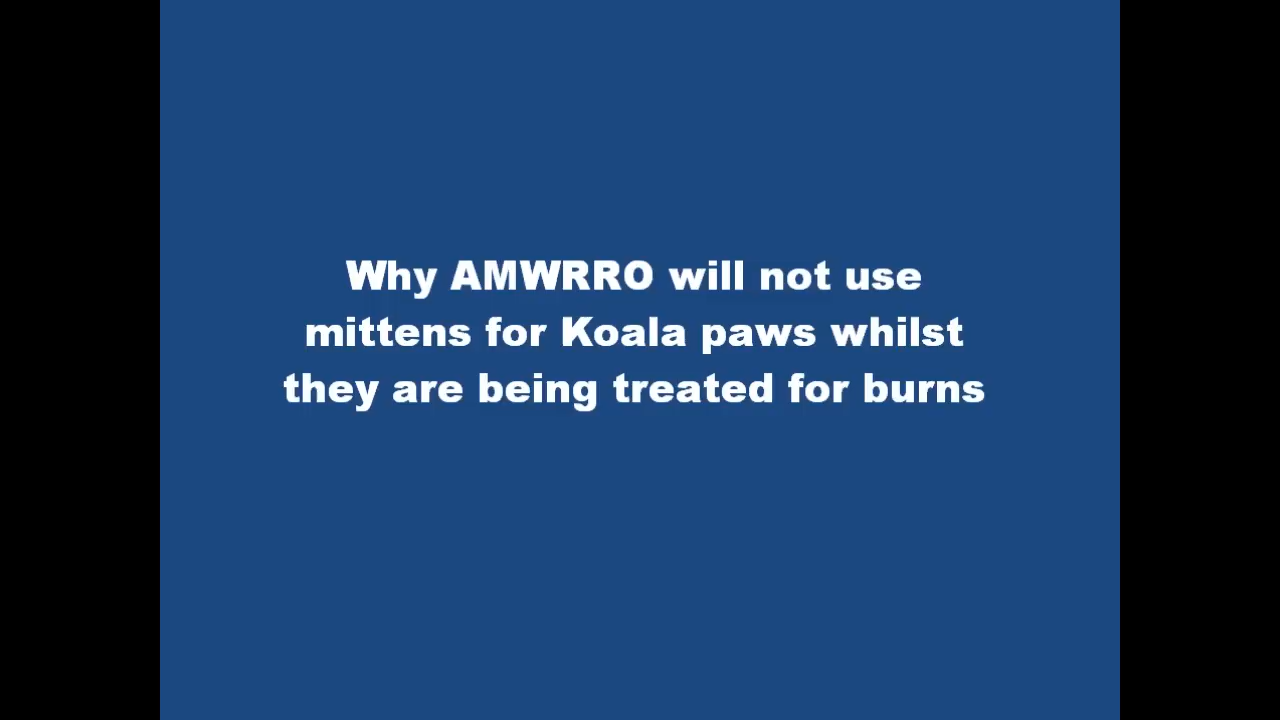 Why AMWRRO will not use
mittens for Koala paws whilst
they are being treated for burns